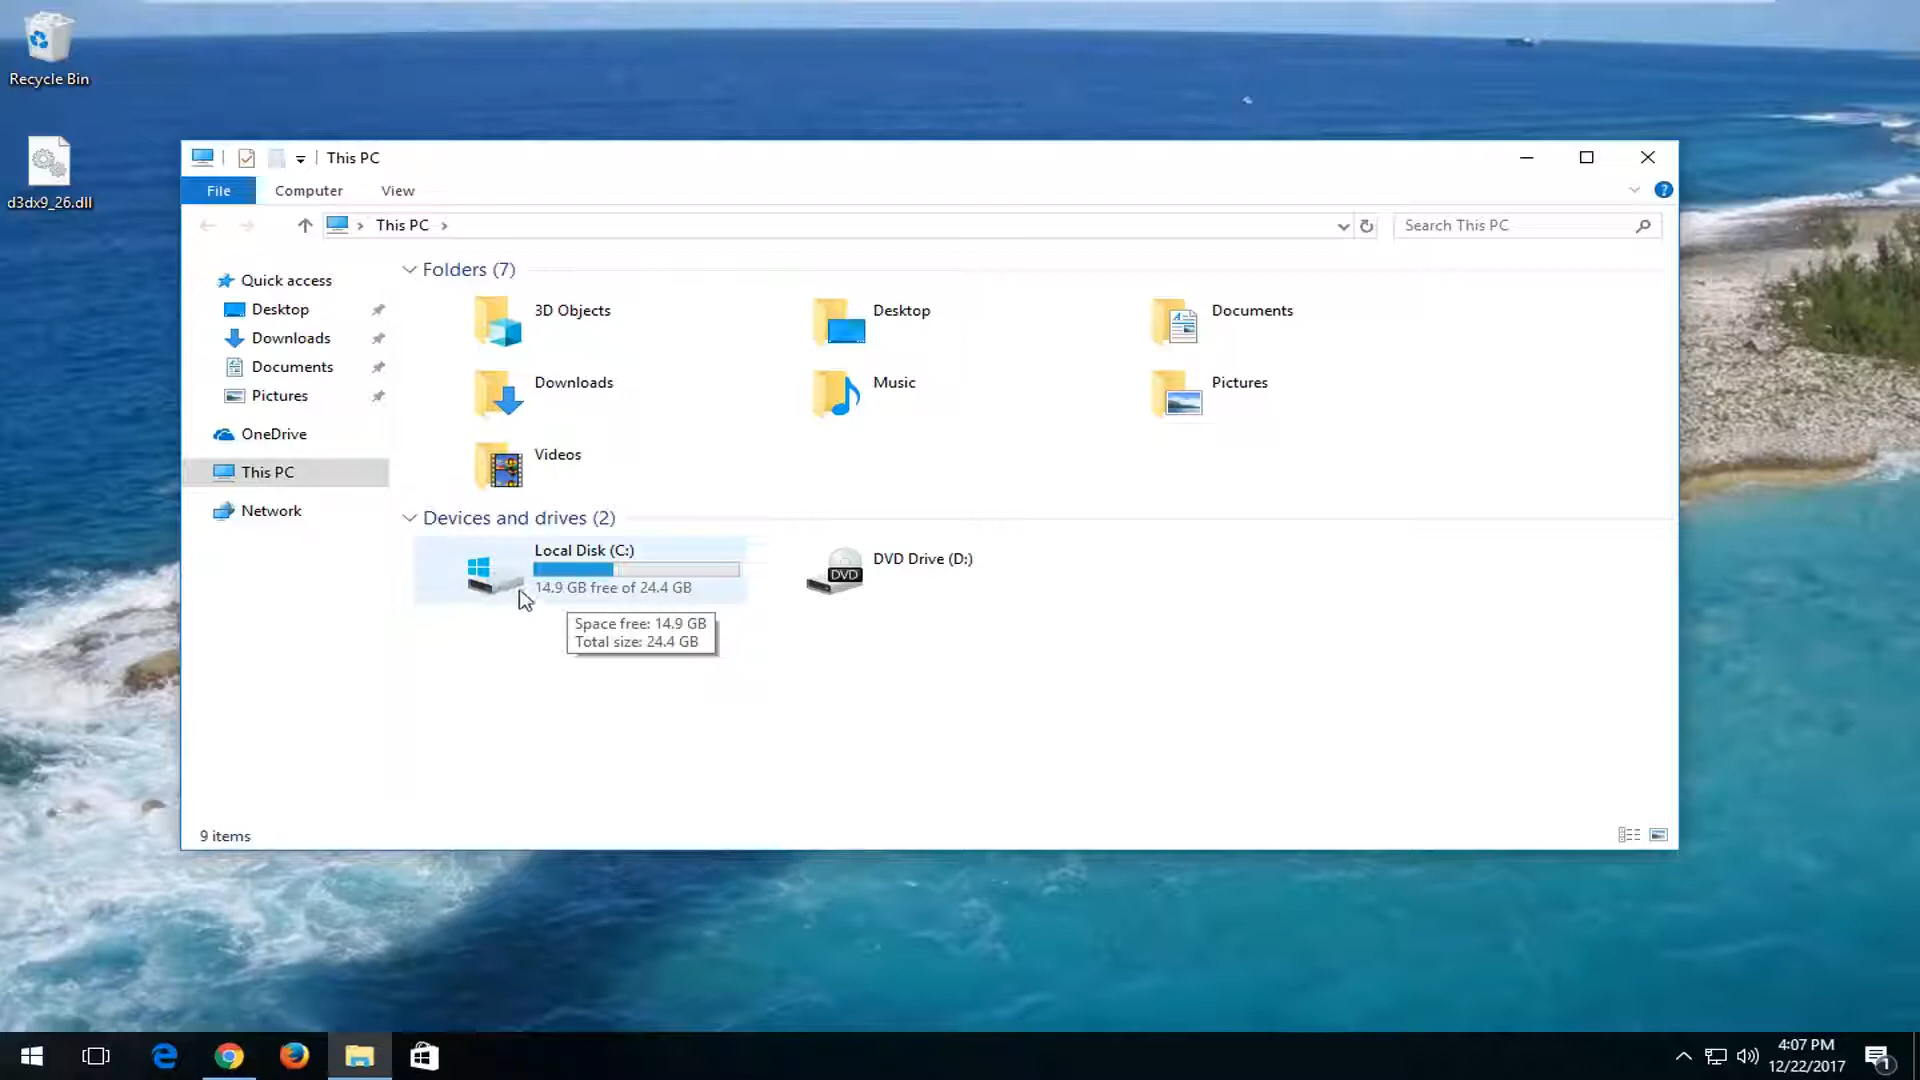 Recycle Bin
d3dx9_26.dll
This PC
File
Computer
View
?
This PC
Search This PC
Quick access
Desktop
Downloads
Documents
Pictures
OneDrive
This PC
Network
Folders (7)
3D Objects
Desktop
Documents
Downloads
Music
Pictures
Videos
Devices and drives (2)
Local Disk (C:)
14.9 GB free of 24.4 GB
DVD
DVD Drive (D:)
Space free: 14.9 GB
Total size: 24.4 GB
9 items
4:07 PM
12/22/2017
1